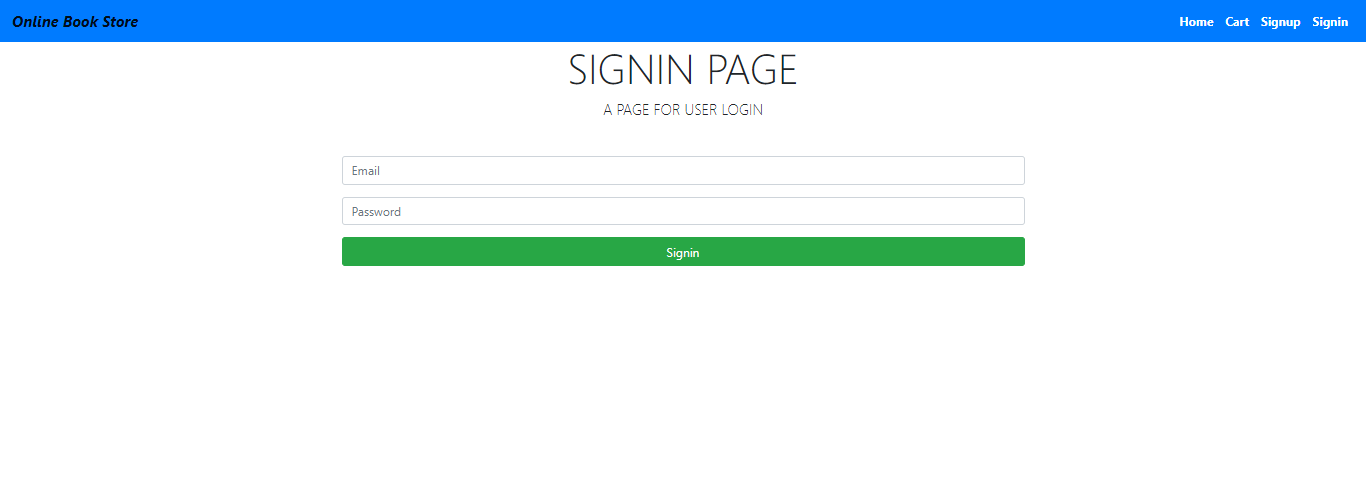 Online Book Store Home Cart Signup Signin
SIGNIN PAGE
A PAGE FOR USER LOGIN
Email
Password
Signin